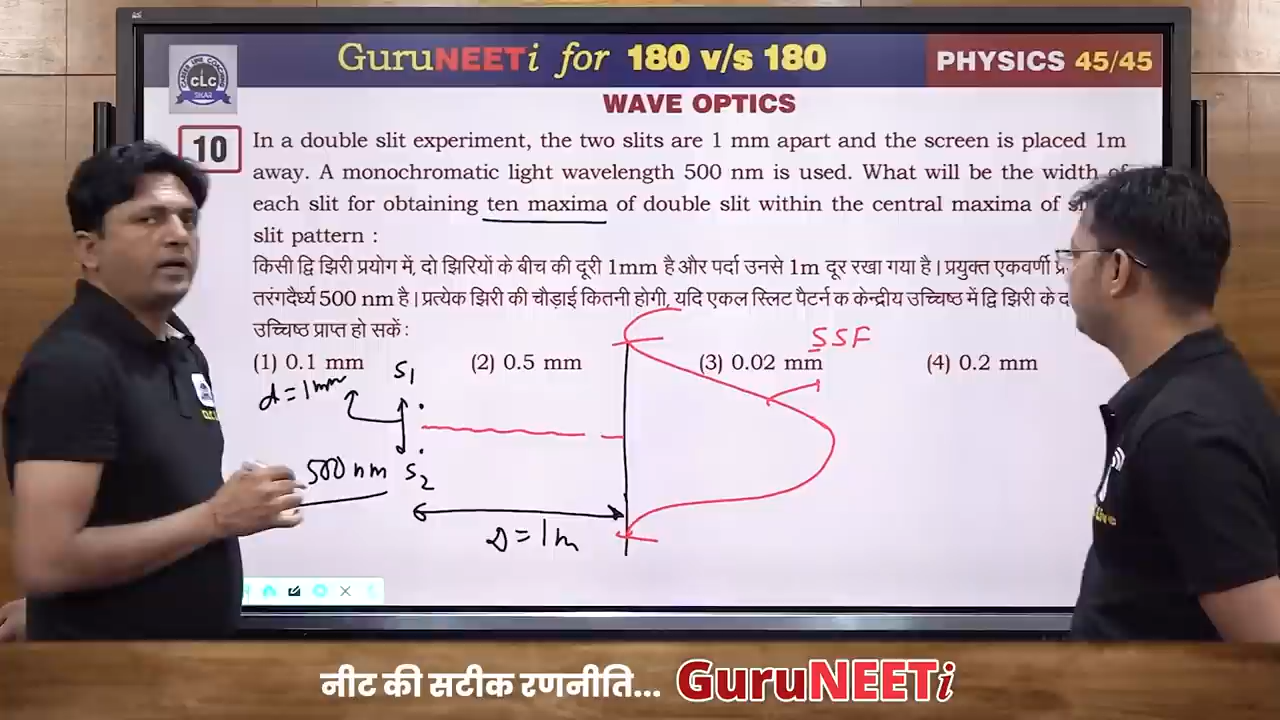 GuruNEETi for 180 v/s 180
PHYSICS 45/45
CLC
SIKAR
WAVE OPTICS
10
In a double slit experiment, the two slits are 1 mm apart and the screen is placed 1m
away. A monochromatic light wavelength 500 nm is used. What will be the width of
each slit for obtaining ten maxima of double slit within the central maxima of
slit pattern :
किसी द्वि झिरी प्रयोग में, दो झिरियों के बीच की दूरी 1mm है और पर्दा उनसे 1m दूर रखा गया है। प्रयुक्त एकवर्णी
तरंगदैर्ध्य 500 nm है। प्रत्येक झिरी की चौड़ाई कितनी होगी, यदि एकल स्लिट पैटर्न क केन्द्रीय उच्चिष्ठ में द्वि झिरी के
उच्चिष्ठ प्राप्त हो सकें :
(1) 0.1 mm (2) 0.5 mm (3) 0.02 mm (4) 0.2 mm
SSF
d = 1mm
S1
500 nm
S2
D = 1m
नीट की सटीक रणनीति... GuruNEETi